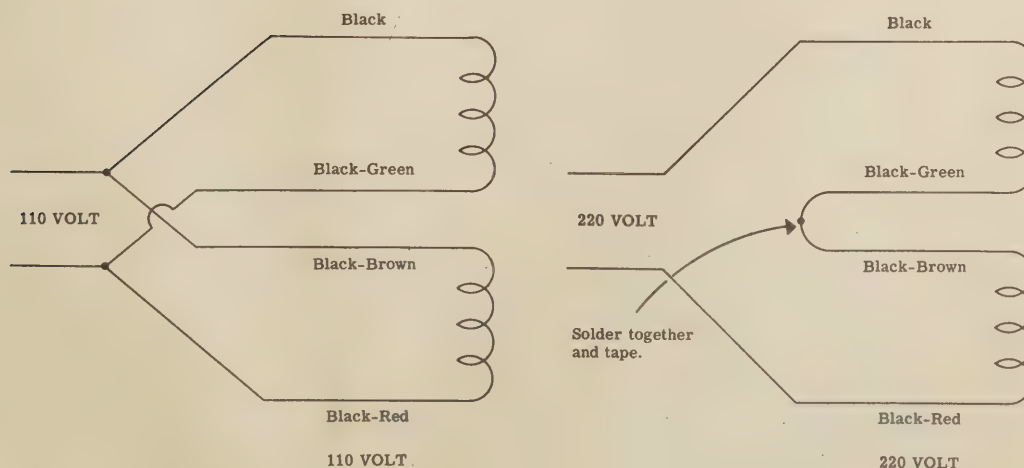 Black
Black-Green
110 VOLT
Black-Brown
Black-Red
110 VOLT
Black
Black-Green
220 VOLT
Black-Brown
Solder together
and tape.
Black-Red
220 VOLT